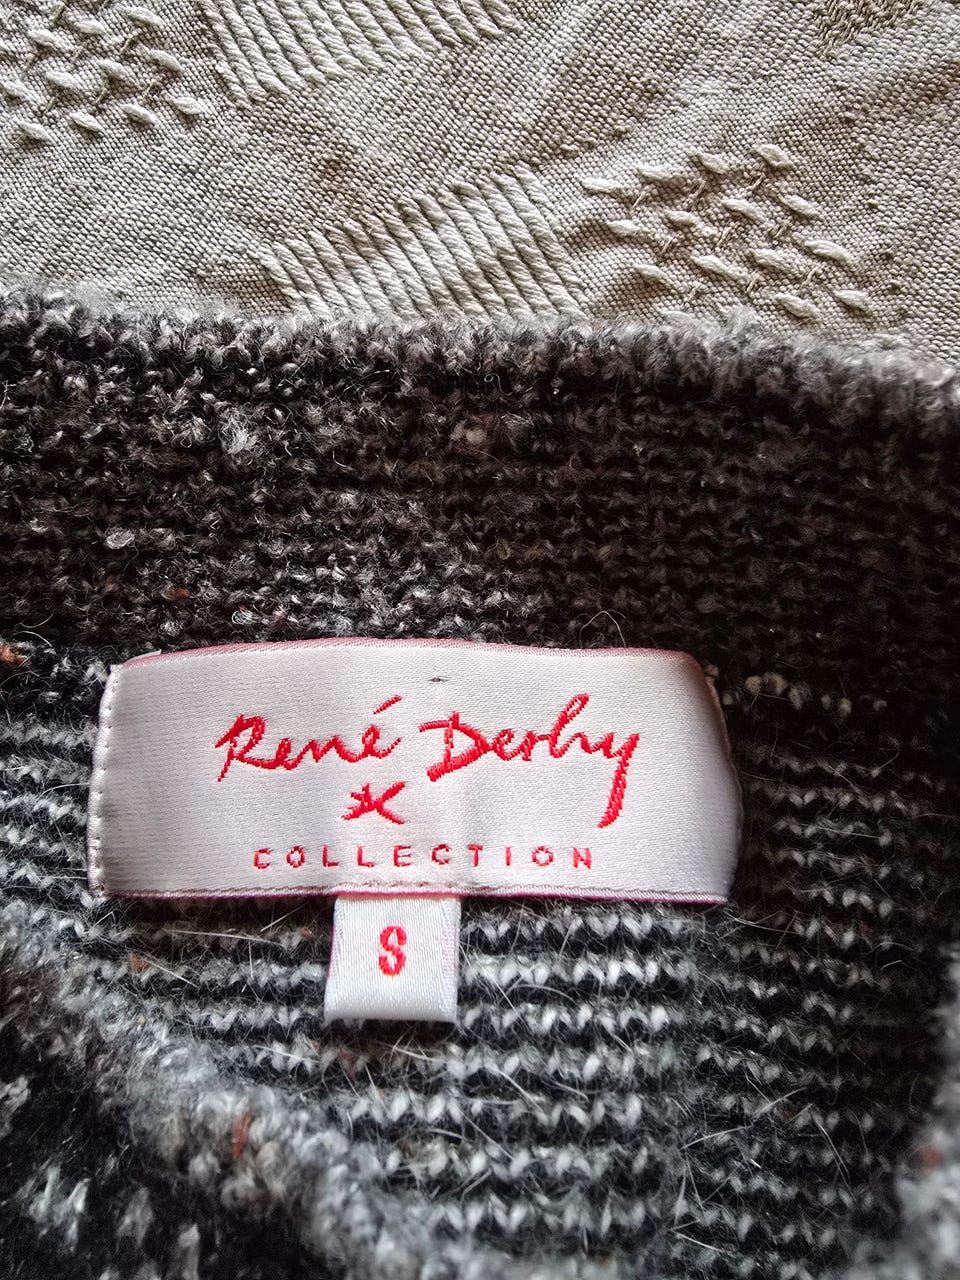 René Derhy
COLLECTION
S